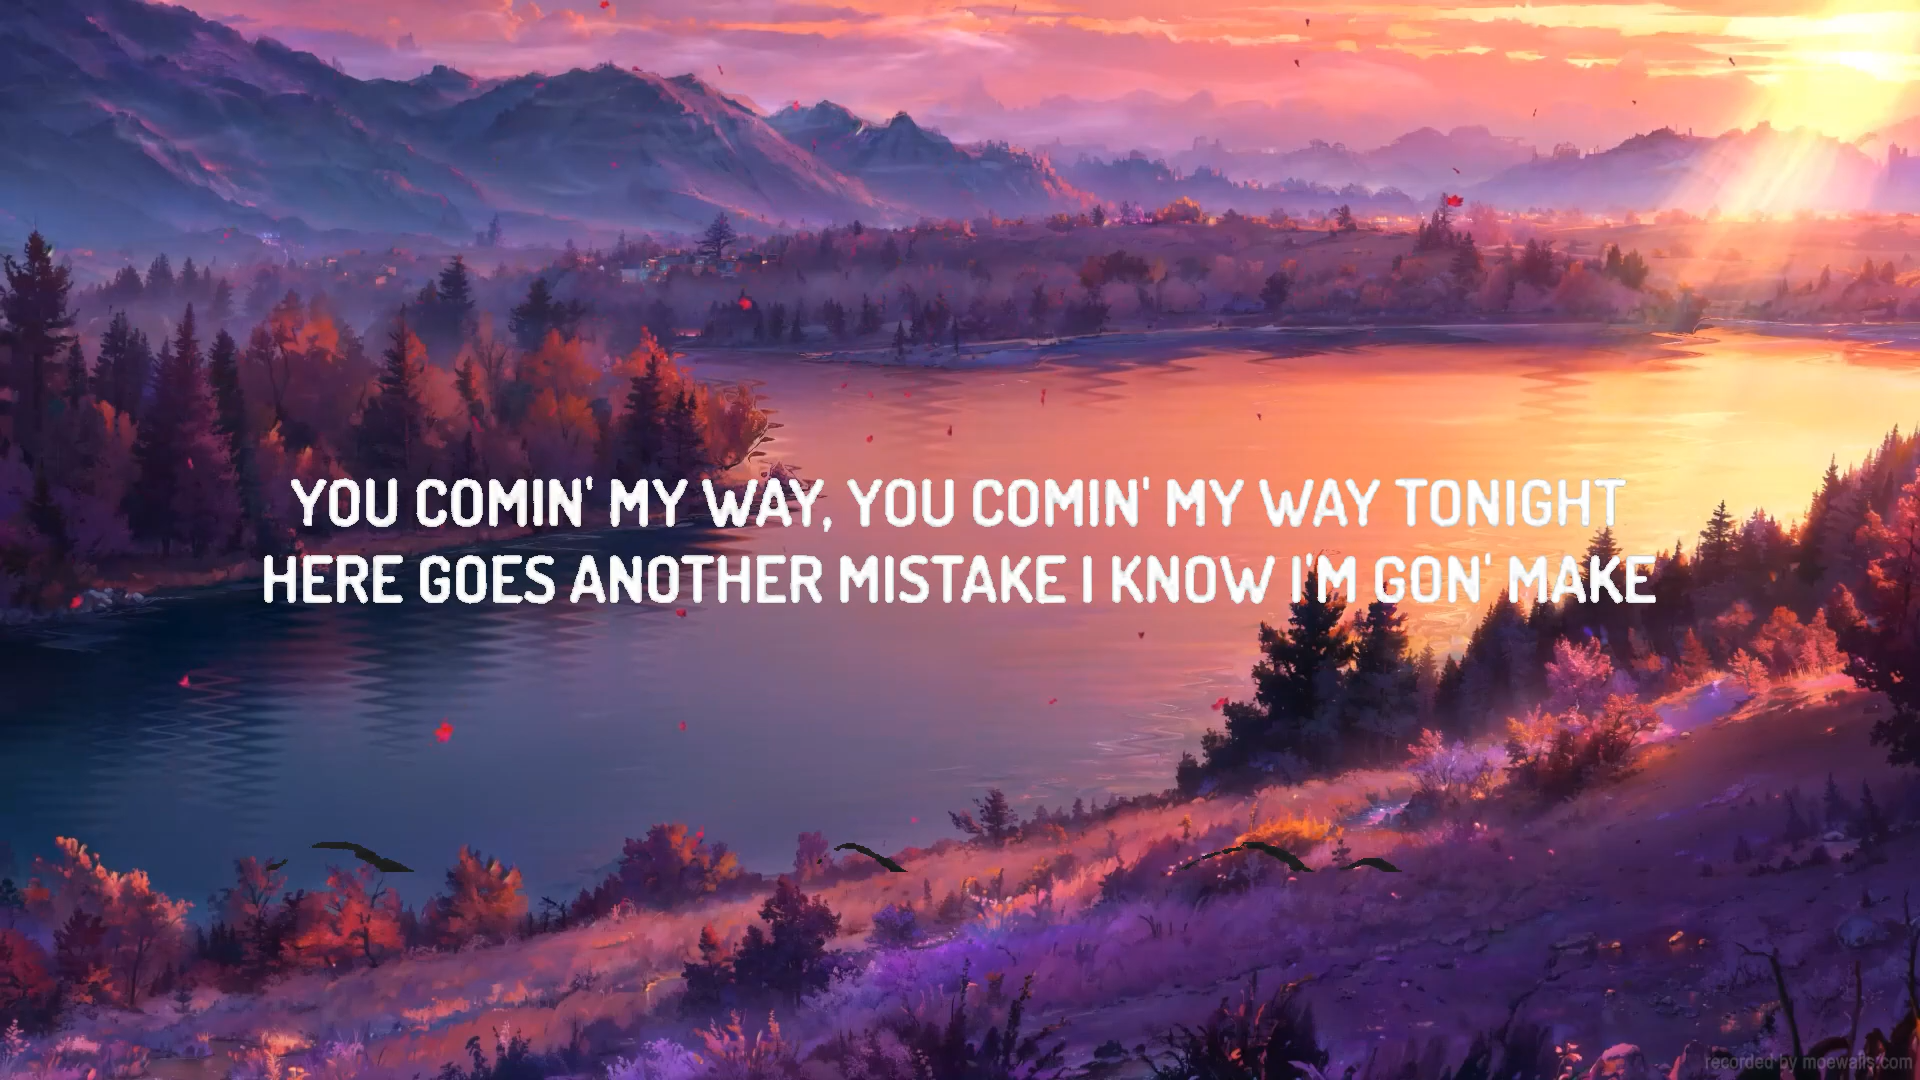 YOU COMIN' MY WAY, YOU COMIN' MY WAY TONIGHT
HERE GOES ANOTHER MISTAKE I KNOW I'M GON' MAKE
recorded by moewalls.com